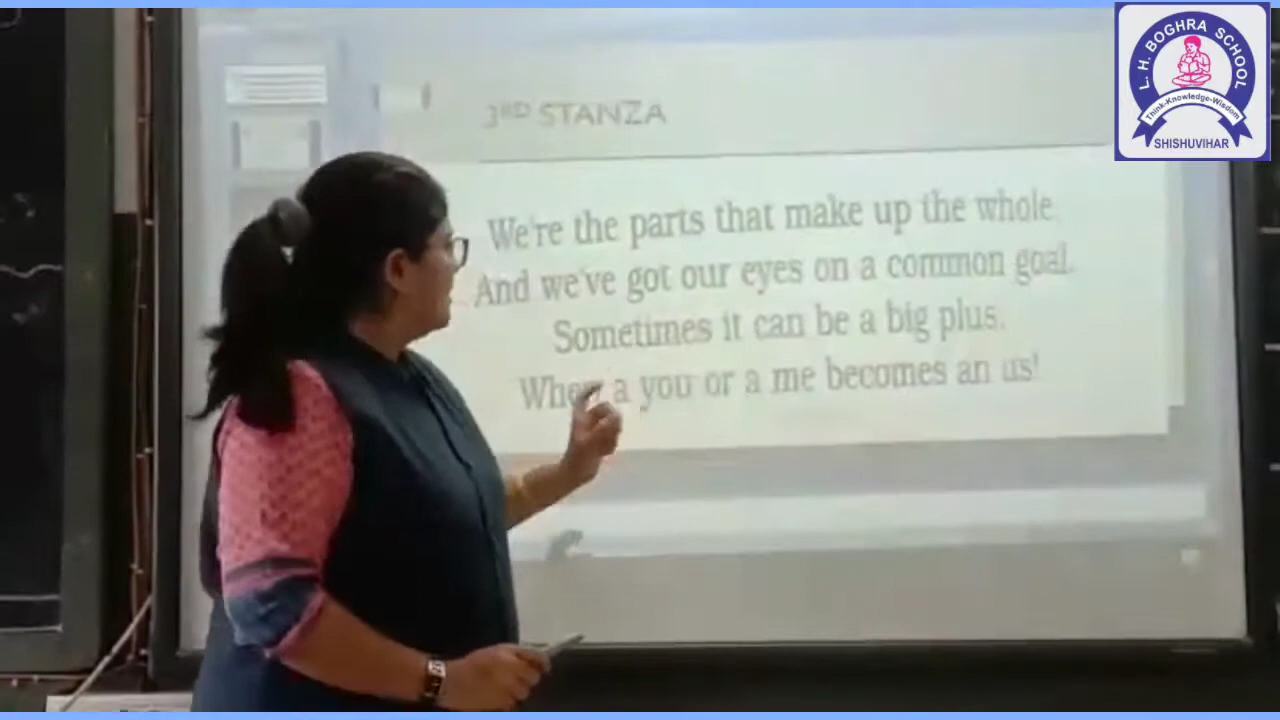 L. H. BOGHRA SCHOOL
Think-Knowledge-Wisdom
SHISHUVIHAR
3RD STANZA
We're the parts that make up the whole
And we've got our eyes on a common goal.
Sometimes it can be a big plus.
When a you or a me becomes an us!